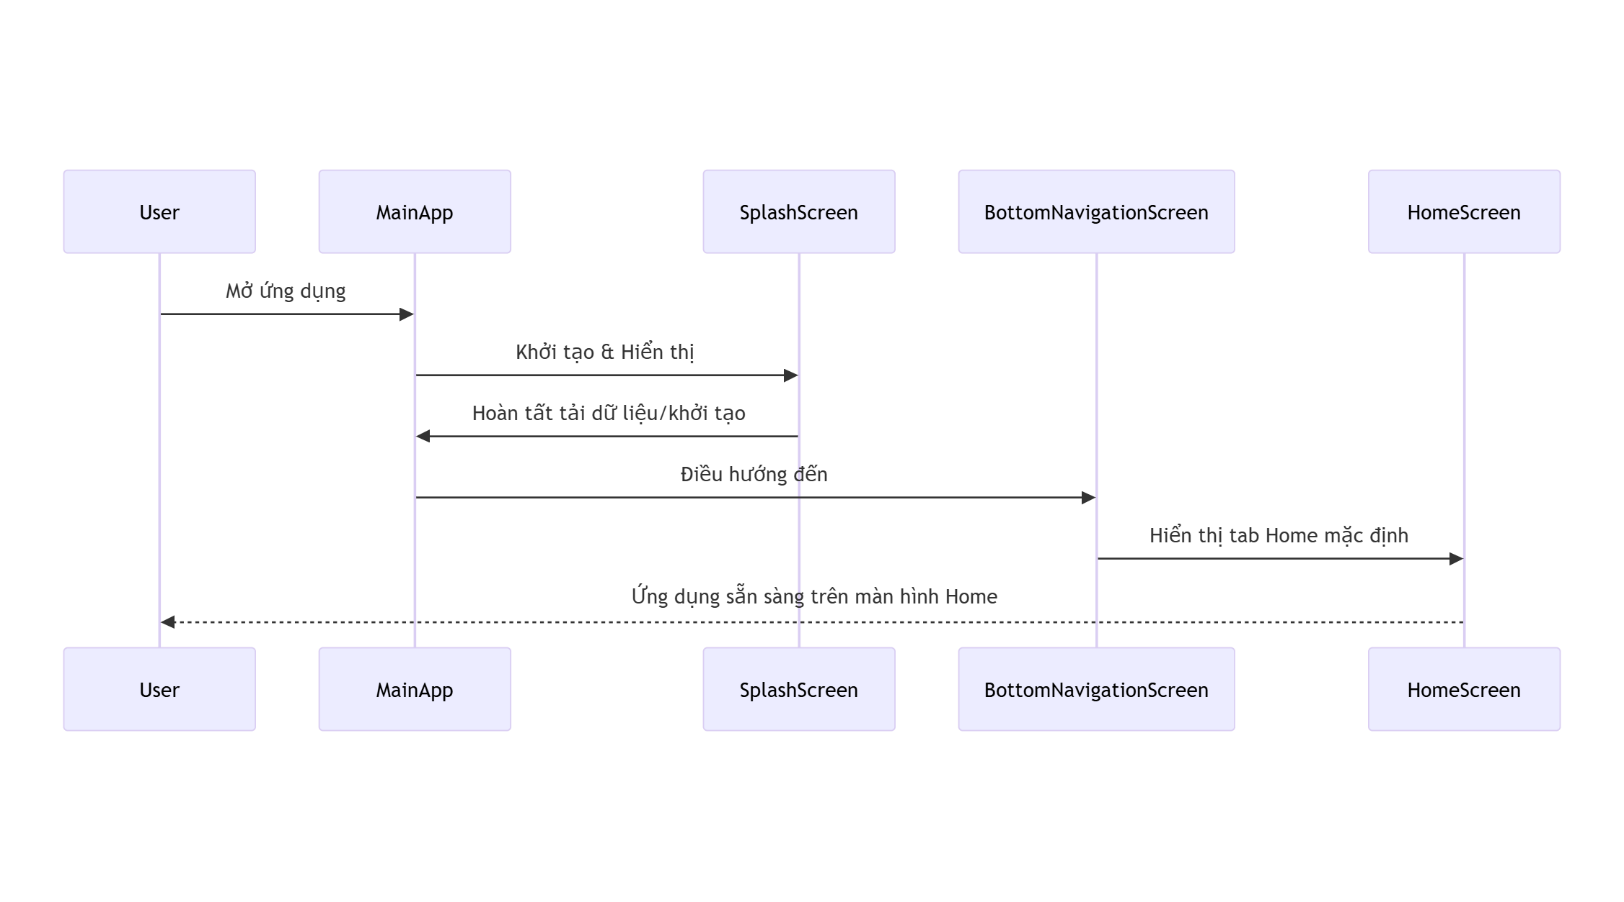 User
MainApp
SplashScreen
BottomNavigationScreen
HomeScreen
Mở ứng dụng
Khởi tạo & Hiển thị
Hoàn tất tải dữ liệu/khởi tạo
Điều hướng đến
Hiển thị tab Home mặc định
Ứng dụng sẵn sàng trên màn hình Home
User
MainApp
SplashScreen
BottomNavigationScreen
HomeScreen